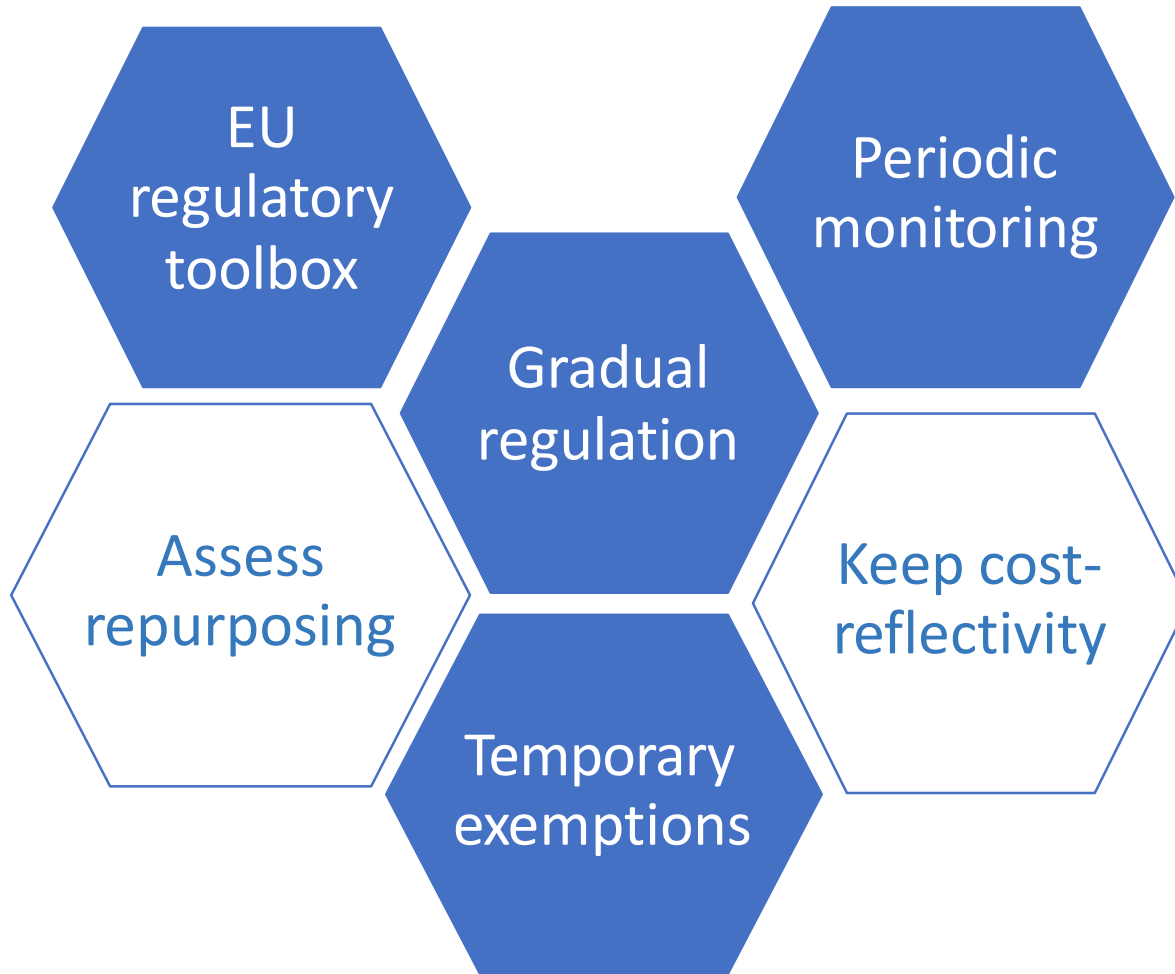 EU
regulatory
toolbox
Periodic
monitoring
Gradual
regulation
Assess
repurposing
Keep cost-
reflectivity
Temporary
exemptions